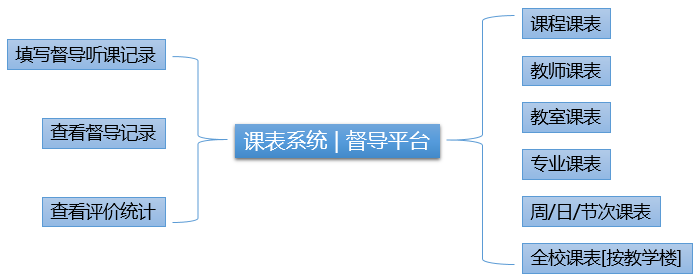 填写督导听课记录
查看督导记录
查看评价统计
课表系统 | 督导平台
课程课表
教师课表
教室课表
专业课表
周/日/节次课表
全校课表[按教学楼]